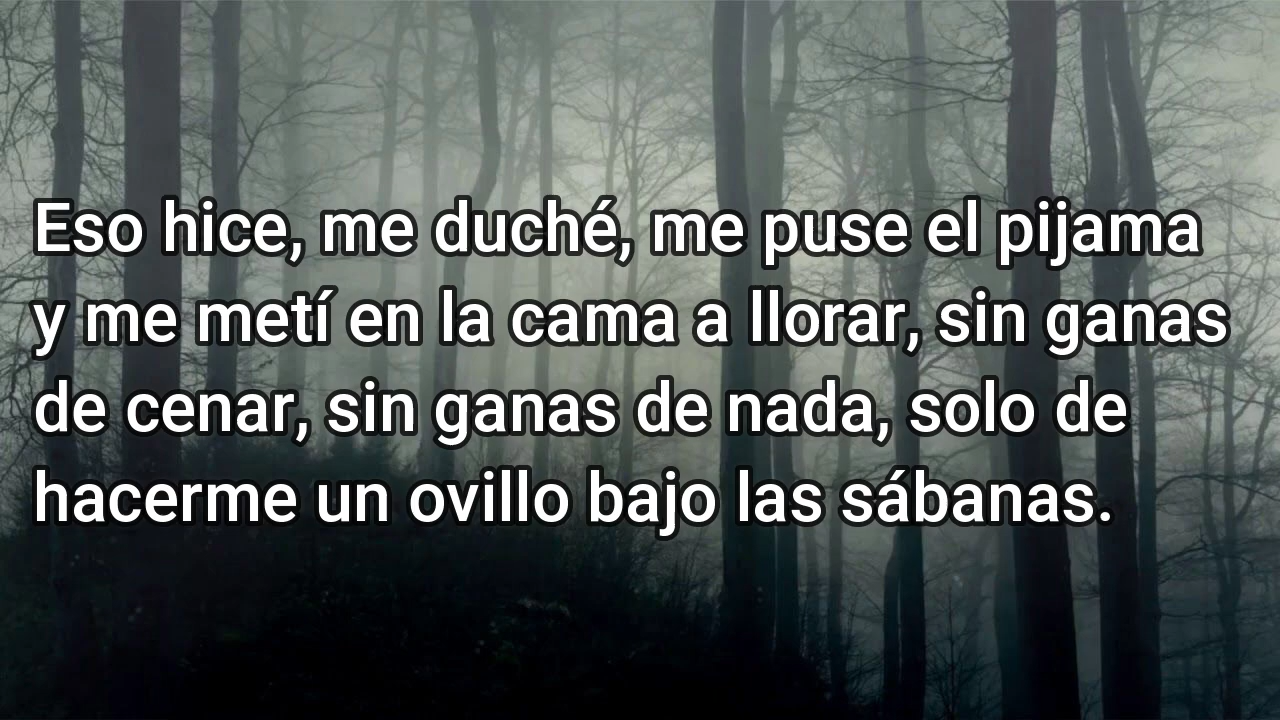 Eso hice, me duché, me puse el pijama
y me metí en la cama a llorar, sin ganas
de cenar, sin ganas de nada, solo de
hacerme un ovillo bajo las sábanas.